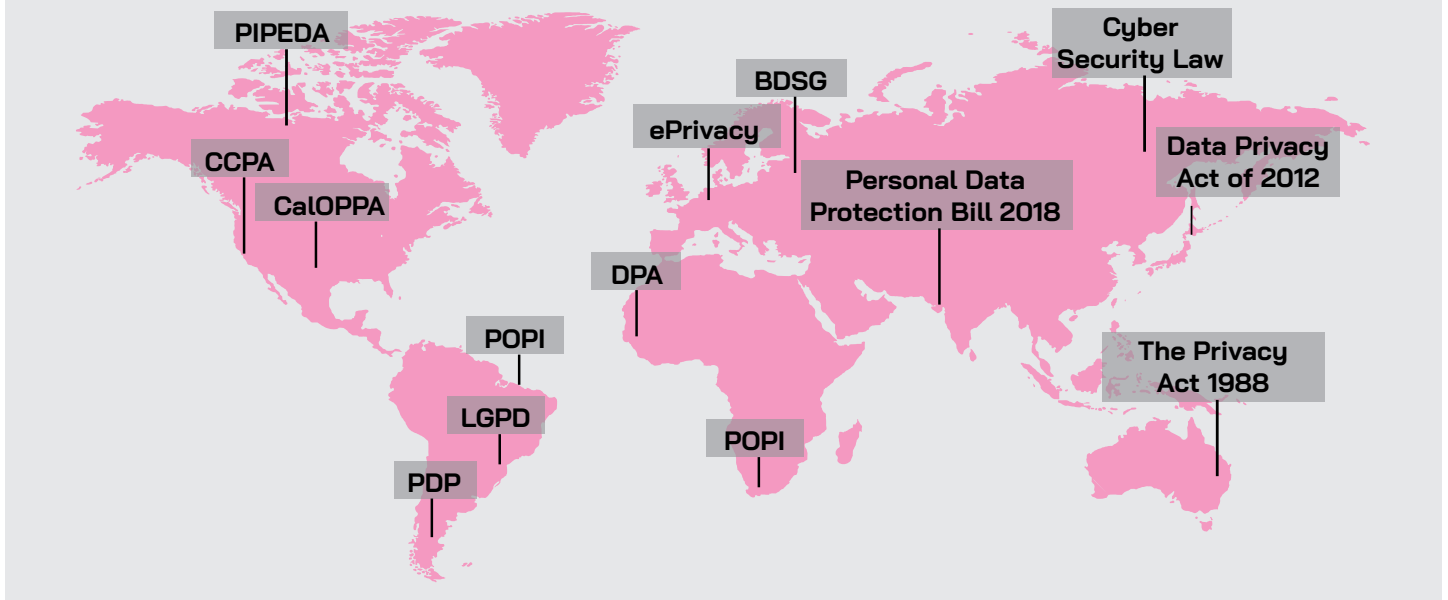 PIPEDA
Cyber
Security Law
BDSG
ePrivacy
CCPA
Data Privacy
Act of 2012
CalOPPA
Personal Data
Protection Bill 2018
DPA
POPI
The Privacy
Act 1988
LGPD
POPI
PDP